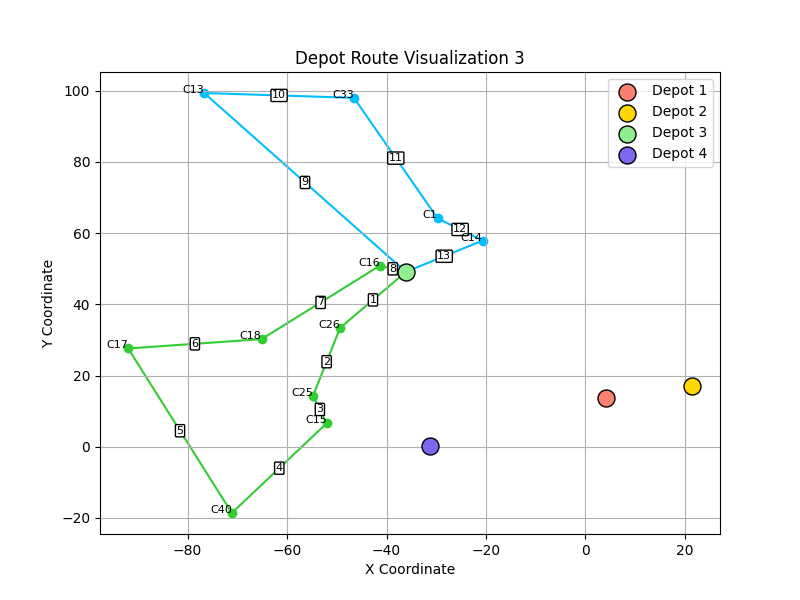 Depot Route Visualization 3
Depot 1
Depot 2
Depot 3
Depot 4
C13
10
C33
11
9
C1
12
C14
13
C16
8
7
1
C26
C17
6
C18
2
C25
3
C15
5
4
C40
100
80
60
40
20
0
−20
−80
−60
−40
−20
0
20
X Coordinate
Y Coordinate